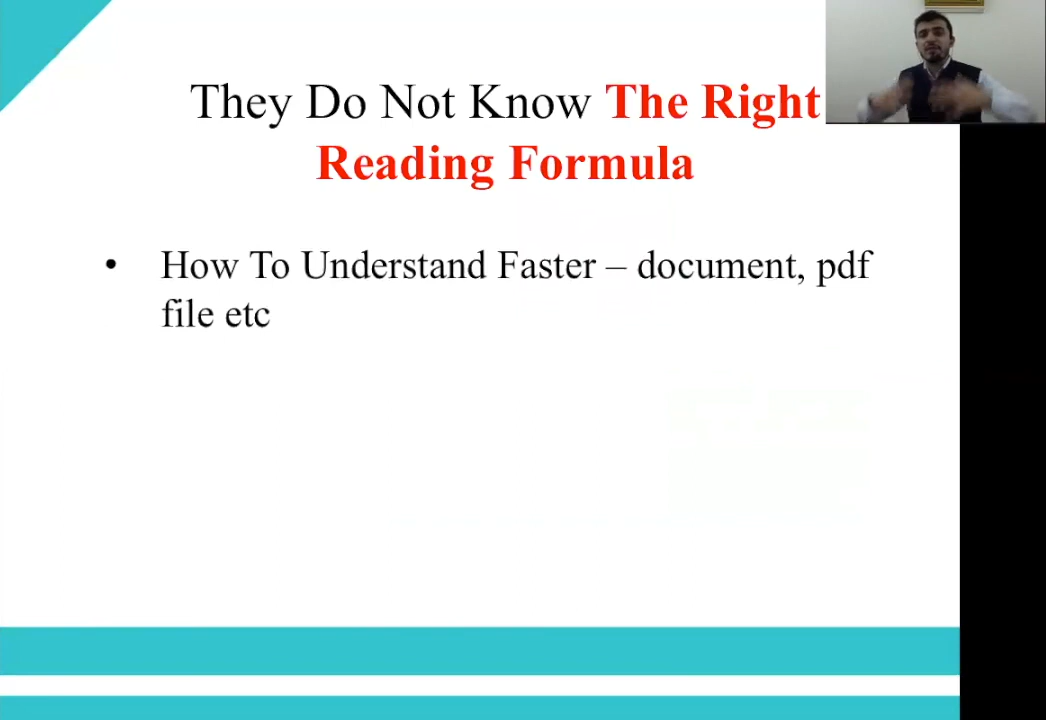 They Do Not Know The Right
Reading Formula
• How To Understand Faster – document, pdf
file etc